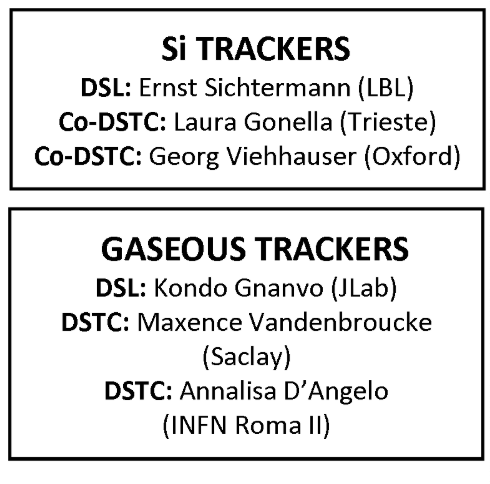 Si TRACKERS
DSL: Ernst Sichtermann (LBL)
Co-DSTC: Laura Gonella (Trieste)
Co-DSTC: Georg Viehhauser (Oxford)
GASEOUS TRACKERS
DSL: Kondo Gnanvo (JLab)
DSTC: Maxence Vandenbroucke
(Saclay)
DSTC: Annalisa D’Angelo
(INFN Roma II)